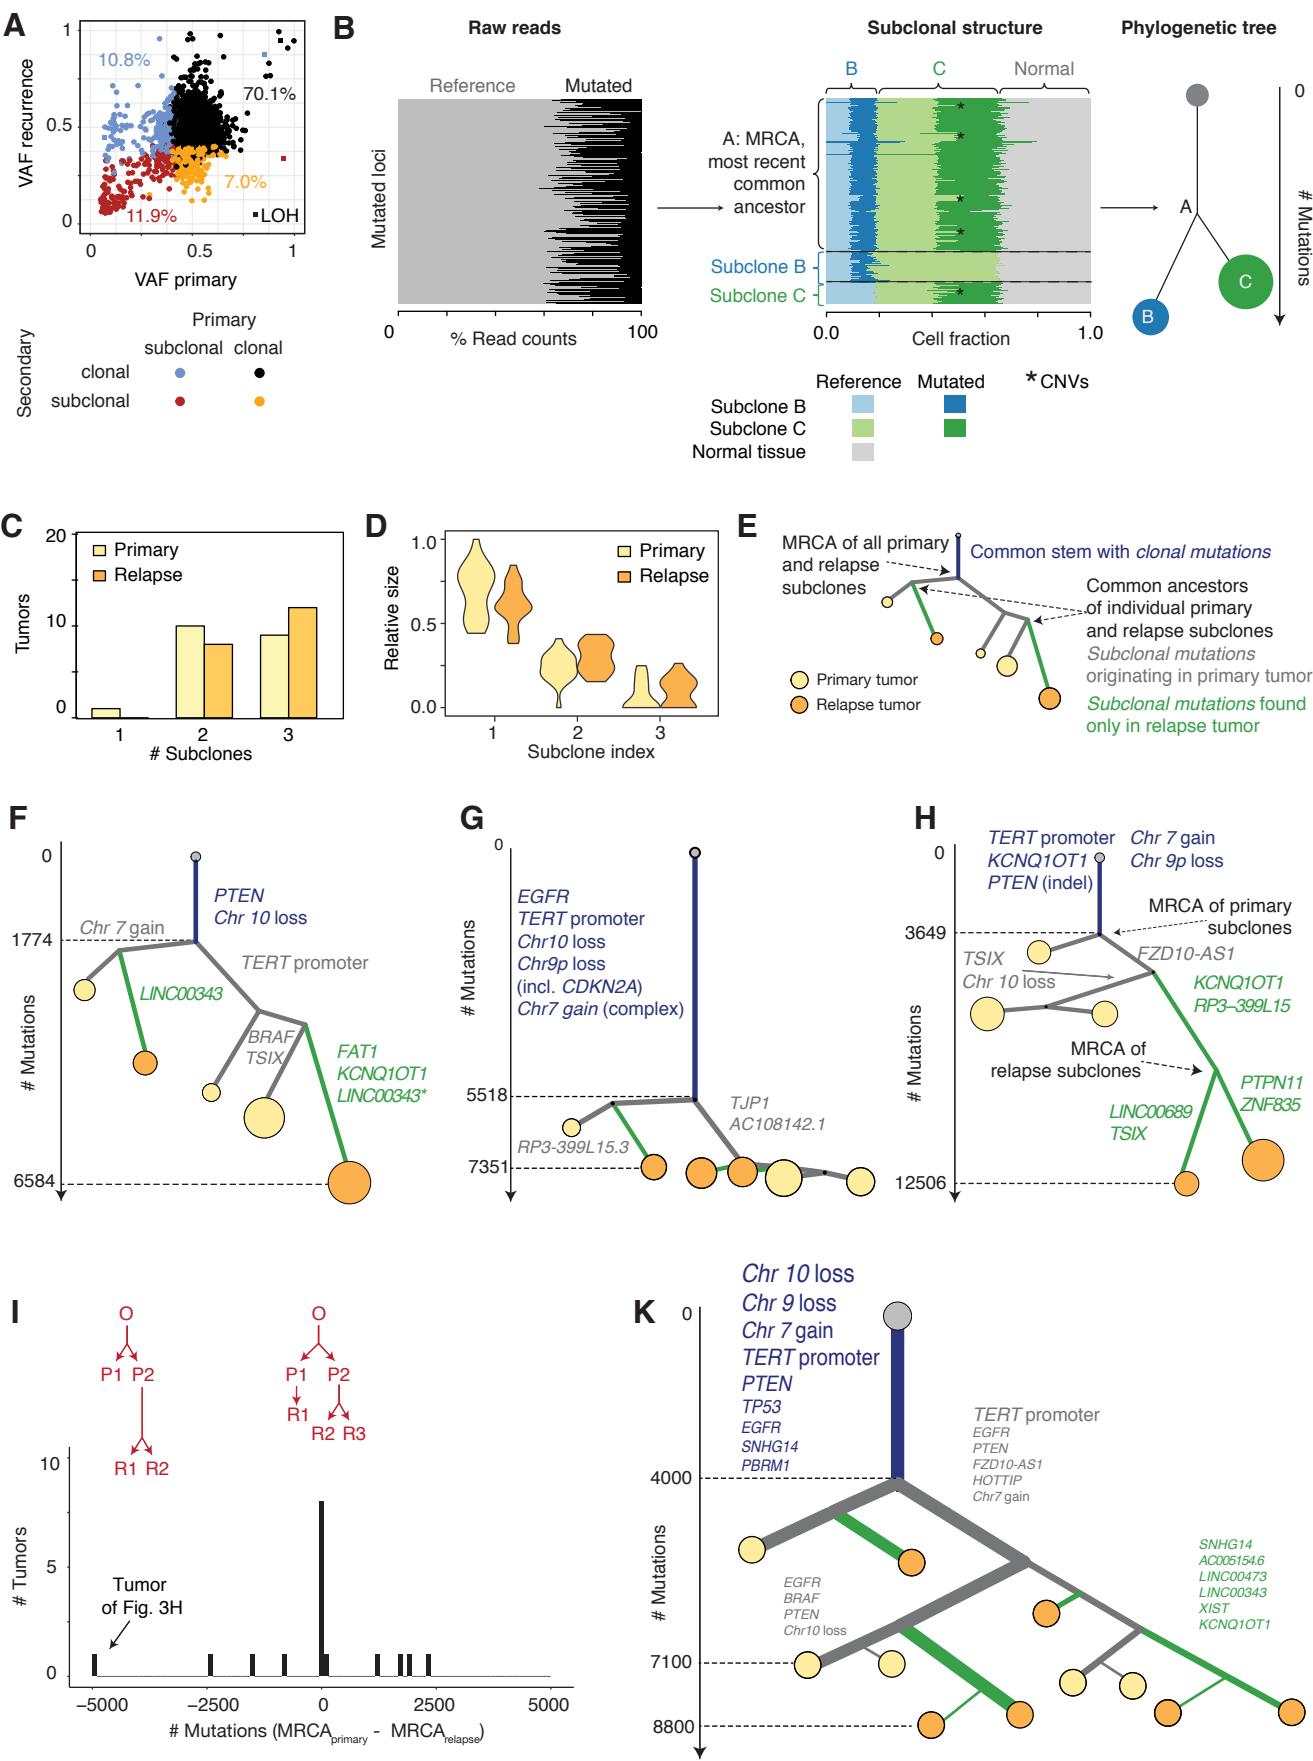 A
1
0.5
0
VAF recurrence
10.8%
70.1%
7.0%
11.9%
LOH
0
0.5
1
VAF primary
Primary
subclonal clonal
Secondary
clonal
subclonal
B
Raw reads
Subclonal structure
Phylogenetic tree
Reference
Mutated
Mutated loci
0
100
% Read counts
B
C
Normal
A: MRCA,
most recent
common
ancestor
Subclone B
Subclone C
*
*
*
*
*
0.0
1.0
Cell fraction
Reference Mutated *CNVs
Subclone B
Subclone C
Normal tissue
0
A
B
C
# Mutations
C
20
10
0
Tumors
Primary
Relapse
1
2
3
# Subclones
D
1.0
0.5
0.0
Relative size
Primary
Relapse
1
2
3
Subclone index
E
MRCA of all primary
and relapse
subclones
Common stem with clonal mutations
Common ancestors
of individual primary
and relapse subclones
Subclonal mutations
originating in primary tumor
Subclonal mutations found
only in relapse tumor
Primary tumor
Relapse tumor
F
0
1774
6584
# Mutations
PTEN
Chr 10 loss
Chr 7 gain
TERT promoter
LINC00343
BRAF
TSIX
FAT1
KCNQ1OT1
LINC00343*
G
0
5518
7351
# Mutations
EGFR
TERT promoter
Chr10 loss
Chr9p loss
(incl. CDKN2A)
Chr7 gain (complex)
TJP1
AC108142.1
RP3-399L15.3
H
0
3649
12506
# Mutations
TERT promoter
KCNQ1OT1
PTEN (indel)
Chr 7 gain
Chr 9p loss
MRCA of primary
subclones
TSIX
Chr 10 loss
FZD10-AS1
KCNQ1OT1
RP3–399L15
MRCA of
relapse subclones
PTPN11
ZNF835
LINC00689
TSIX
I
O
P1 P2
R1 R2
O
P1 P2
R1
R2 R3
10
5
0
# Tumors
Tumor
of Fig. 3H
−5000
−2500
0
2500
5000
# Mutations (MRCAprimary - MRCArelapse)
K
0
4000
7100
8800
# Mutations
Chr 10 loss
Chr 9 loss
Chr 7 gain
TERT promoter
PTEN
TP53
EGFR
SNHG14
PBRM1
TERT promoter
EGFR
PTEN
FZD10-AS1
HOTTIP
Chr7 gain
EGFR
BRAF
PTEN
Chr10 loss
SNHG14
AC005154.6
LINC00473
LINC00343
XIST
KCNQ1OT1